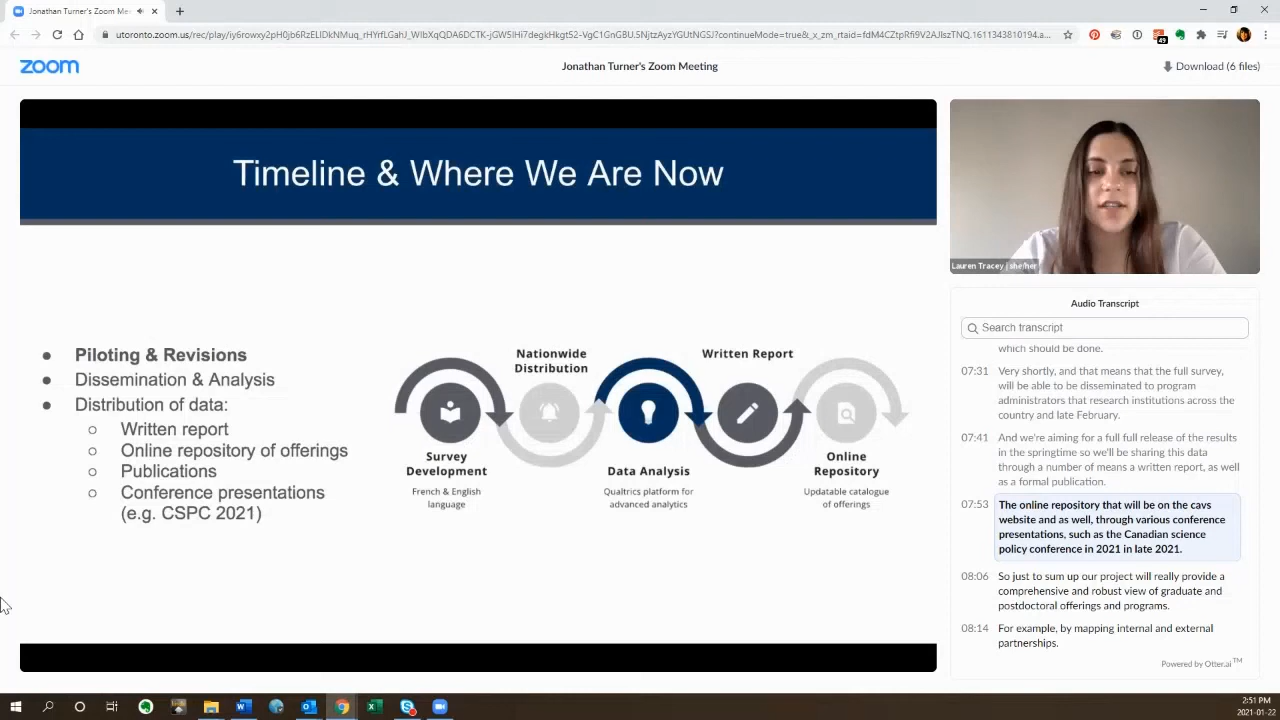 Jonathan Turner's Zoom Me
zoom
Jonathan Turner's Zoom Meeting
Download (6 files)
Timeline & Where We Are Now
Piloting & Revisions
Dissemination & Analysis
Distribution of data:
Written report
Online repository of offerings
Publications
Conference presentations
(e.g. CSPC 2021)
Nationwide
Distribution
Written Report
Survey
Development
French & English
language
Data Analysis
Qualtrics platform for
advanced analytics
Online
Repository
Updatable catalogue
of offerings
Lauren Tracey | she/her
Audio Transcript
Search transcript
which should be done.
07:31 Very shortly, and that means that the full survey,
will be able to be disseminated to program
administrators that research institutions across the
country and late February.
07:41 And we're aiming for a full full release of the results
in the springtime so we'll be sharing this data
through a number of means a written report, as well
as a formal publication.
07:53 The online repository that will be on the cavs
website and as well, through various conference
presentations, such as the Canadian science
policy conference in 2021 in late 2021.
08:06 So just to sum up our project will really provide a
comprehensive and robust view of graduate and
postdoctoral offerings and programs.
08:14 For example, by mapping internal and external
partnerships.
Powered by Otter.ai TM
49
2:51 PM
2021-01-22